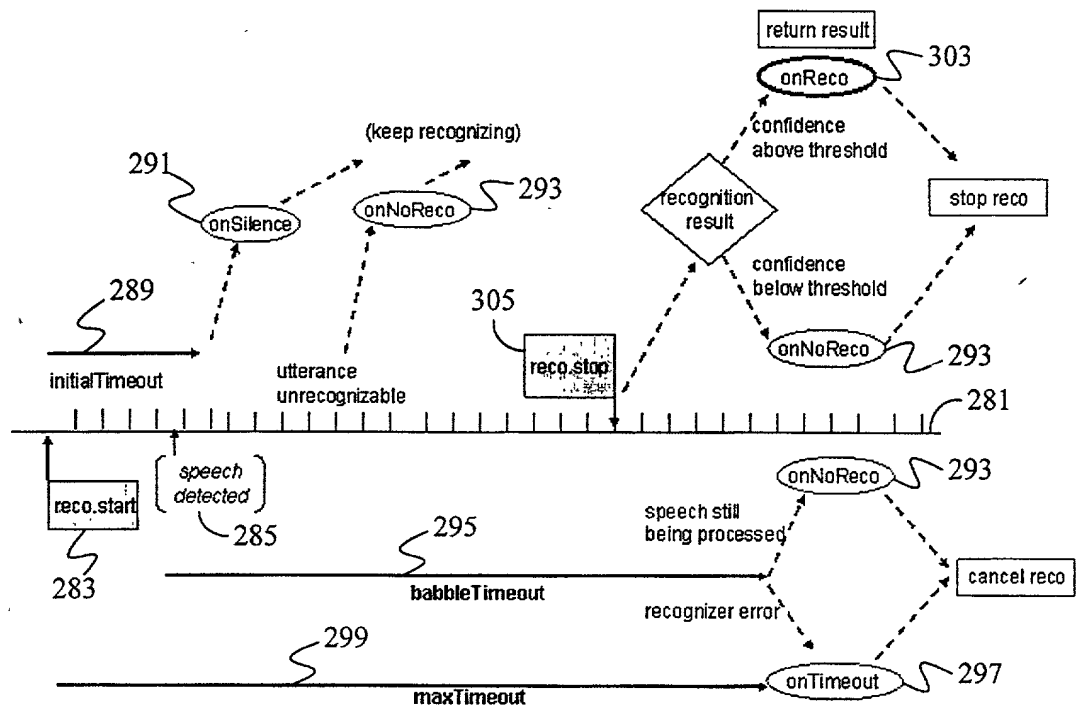 return result
onReco
303
(keep recognizing)
confidence
above threshold
291
293
onSilence
onNoReco
recognition
result
stop reco
289
305
confidence
below threshold
initialTimeout
utterance
unrecognizable
reco.stop
onNoReco
293
281
reco.start
speech
detected
onNoReco
293
283
285
295
speech still
being processed
babbleTimeout
cancel reco
recognizer error
299
maxTimeout
onTimeout
297